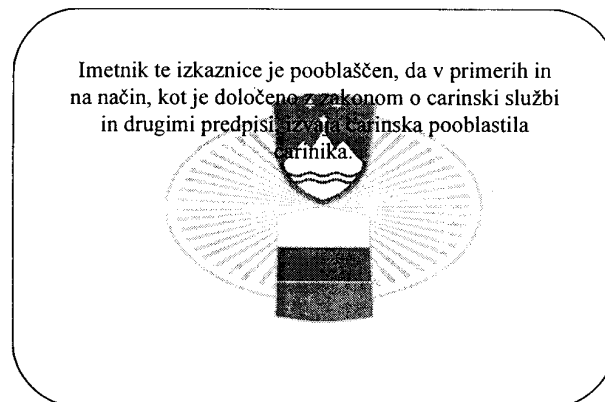 Imetnik te izkaznice je pooblaščen, da v primerih in
na način, kot je določeno z zakonom o carinski službi
in drugimi predpisi, izvaja carinska pooblastila
carinika.